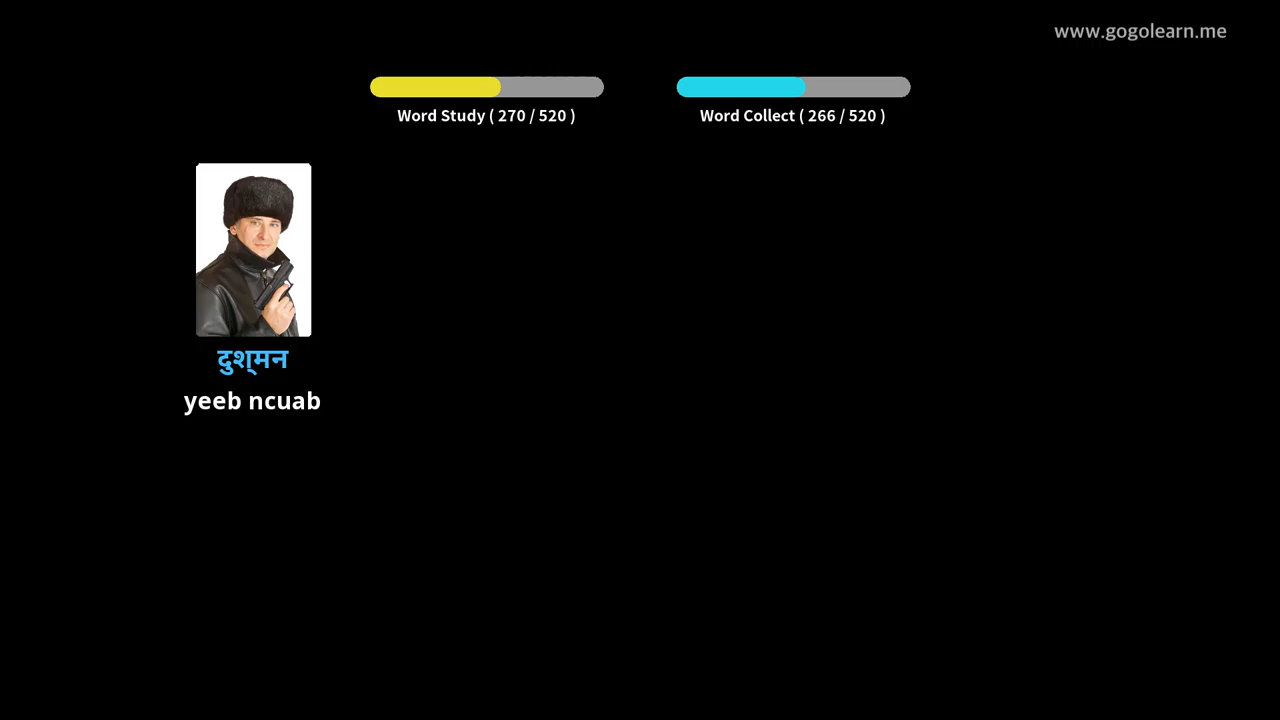 www.gogolearn.me
Word Study ( 270 / 520 )
Word Collect ( 266 / 520 )
दुश्मन
yeeb ncuab